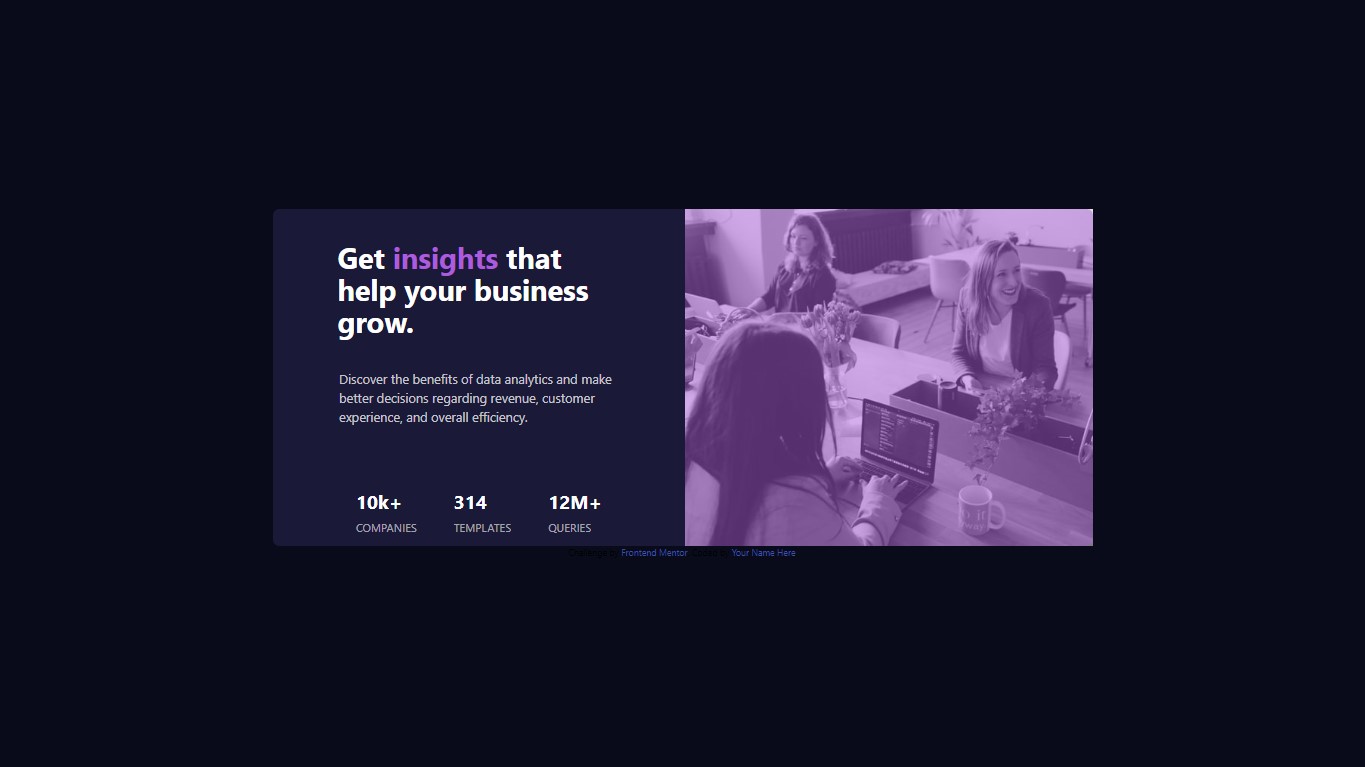 Get insights that
help your business
grow.
Discover the benefits of data analytics and make
better decisions regarding revenue, customer
experience, and overall efficiency.
10k+ 314 12M+
COMPANIES TEMPLATES QUERIES
Challenge by Frontend Mentor. Coded by Your Name Here.